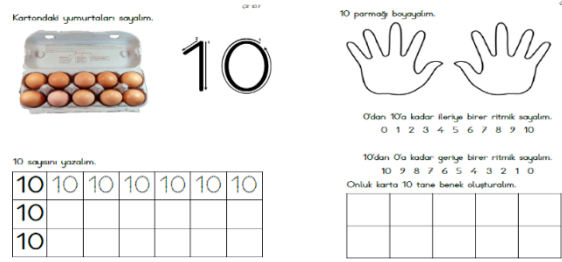 Kartondaki yumurtaları sayalım.
10
10 sayısını yazalım.
10 10 10 10 10 10 10
10
10
10 parmağı boyayalım.
0'dan 10'a kadar ileriye birer ritmik sayalım.
0 1 2 3 4 5 6 7 8 9 10
10'dan 0'a kadar geriye birer ritmik sayalım.
10 9 8 7 6 5 4 3 2 1 0
Onluk karta 10 tane benek oluşturalım.